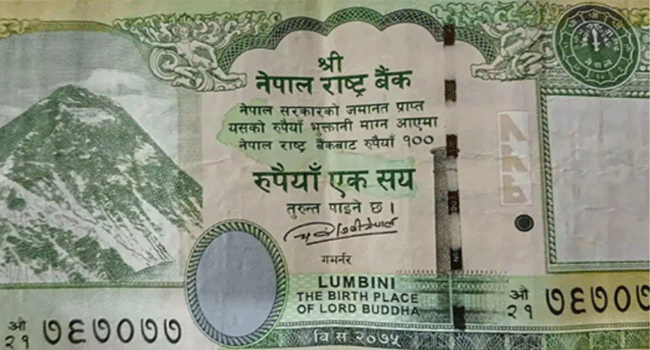 श्री
नेपाल राष्ट्र बैंक
नेपाल सरकारको जमानत प्राप्त
यसको रुपैयाँ भुक्तानी माग्न आएमा
नेपाल राष्ट्र बैंकबाट रुपैयाँ १००
रुपैयाँ एक सय
तुरुन्त पाइने छ ।
गभर्नर
LUMBINI
THE BIRTH PLACE
OF LORD BUDDHA
औ
२१ ७६७०७७
औ
२१ ७६७०७
वि सं २०७५